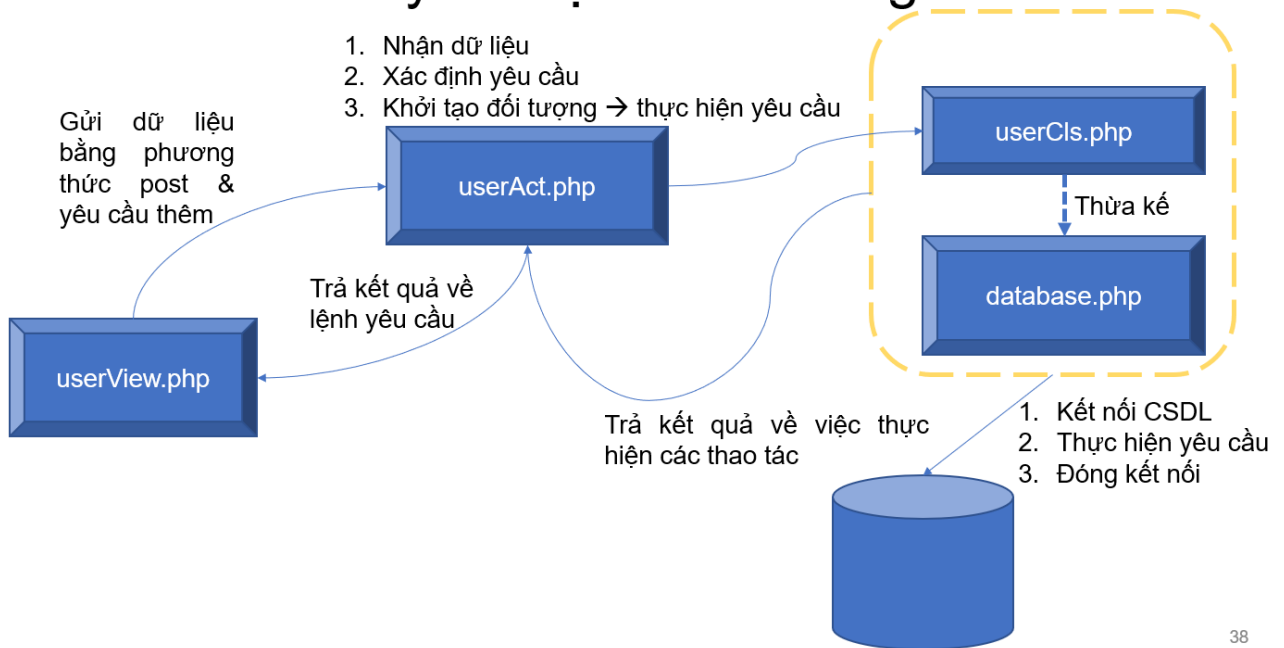 1. Nhận dữ liệu
2. Xác định yêu cầu
3. Khởi tạo đối tượng → thực hiện yêu cầu
Gửi dữ liệu
bằng phương
thức post &
yêu cầu thêm
userAct.php
userCls.php
Thừa kế
database.php
Trả kết quả về
lệnh yêu cầu
userView.php
Trả kết quả về việc thực
hiện các thao tác
1. Kết nối CSDL
2. Thực hiện yêu cầu
3. Đóng kết nối
38